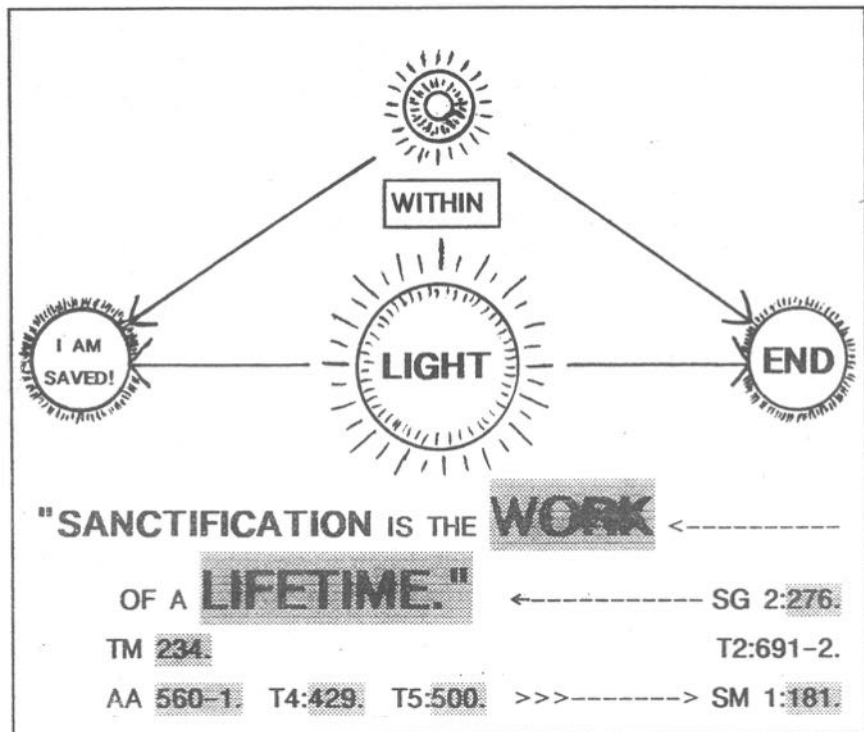 WITHIN
I AM
SAVED!
LIGHT
END
"SANCTIFICATION IS THE WORK <-----------
OF A LIFETIME." <------------- SG 2:276.
TM 234. T2:691-2.
AA 560-1. T4:429. T5:500. >>>--------> SM 1:181.